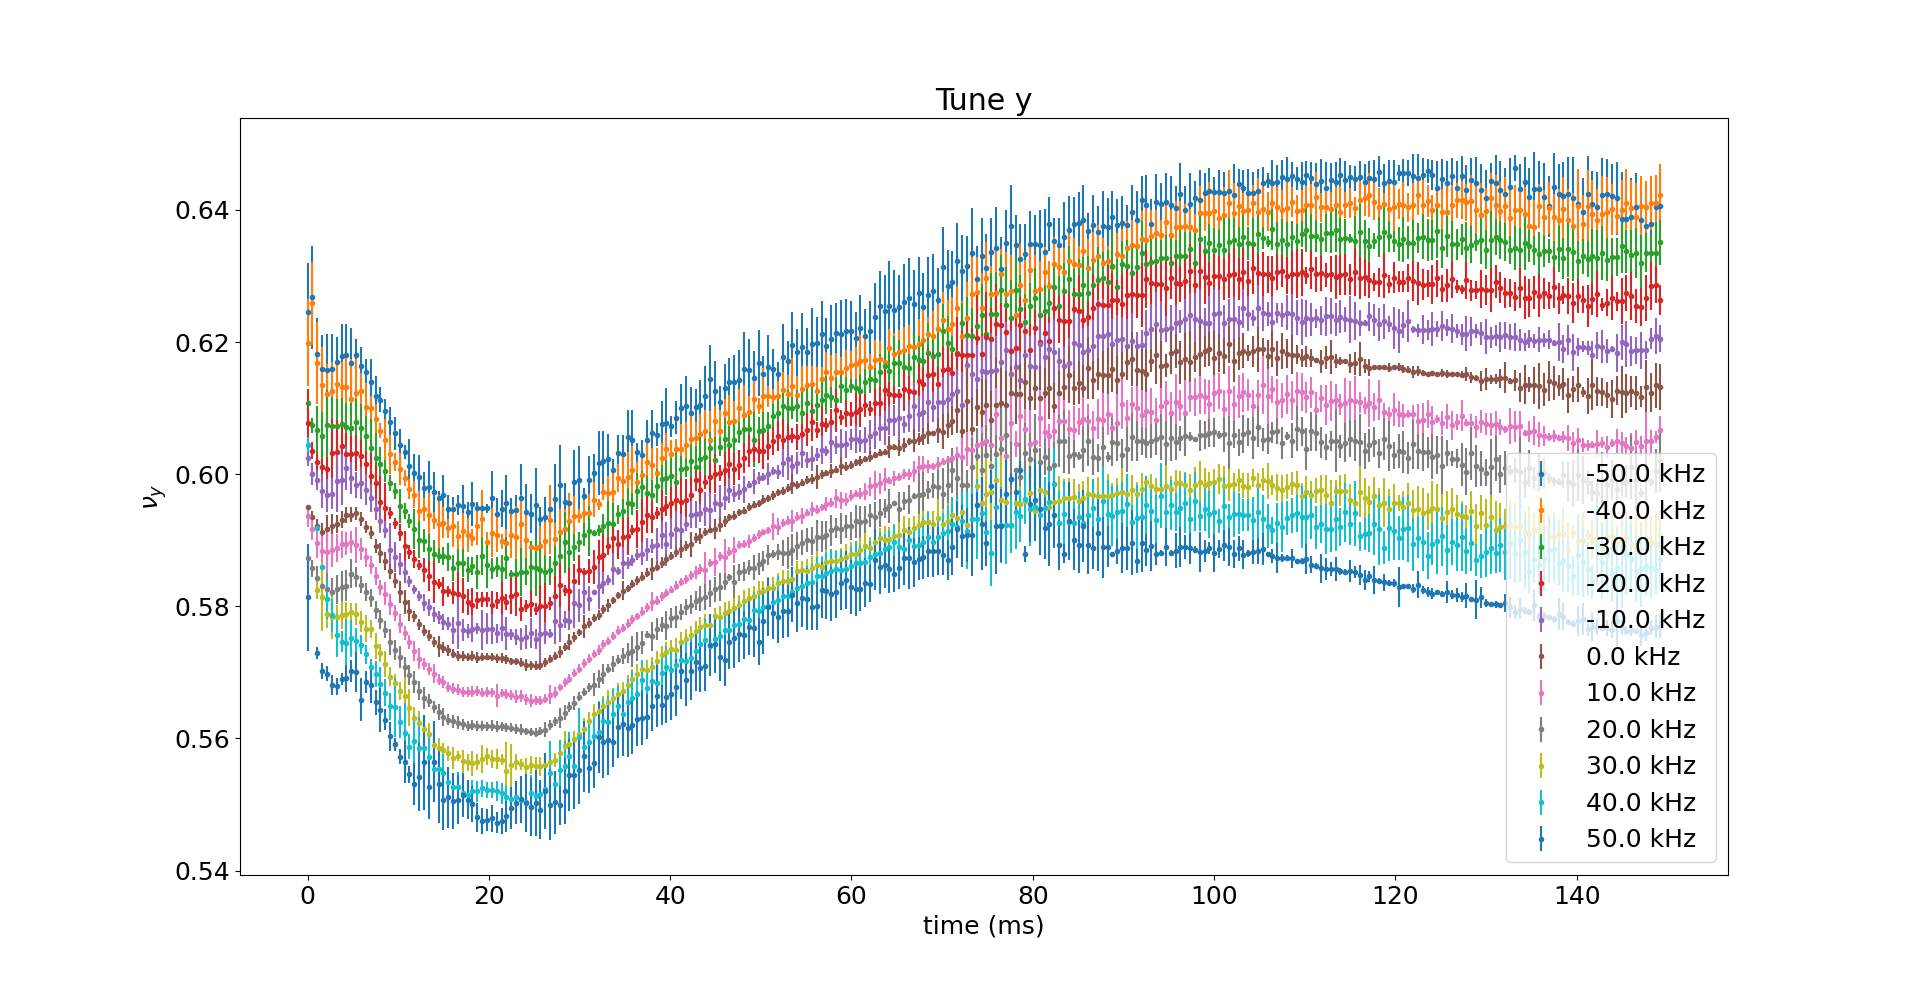 Tune y
0.64
0.62
0.60
0.58
0.56
0.54
ν_y
0 20 40 60 80 100 120 140
time (ms)
-50.0 kHz
-40.0 kHz
-30.0 kHz
-20.0 kHz
-10.0 kHz
0.0 kHz
10.0 kHz
20.0 kHz
30.0 kHz
40.0 kHz
50.0 kHz